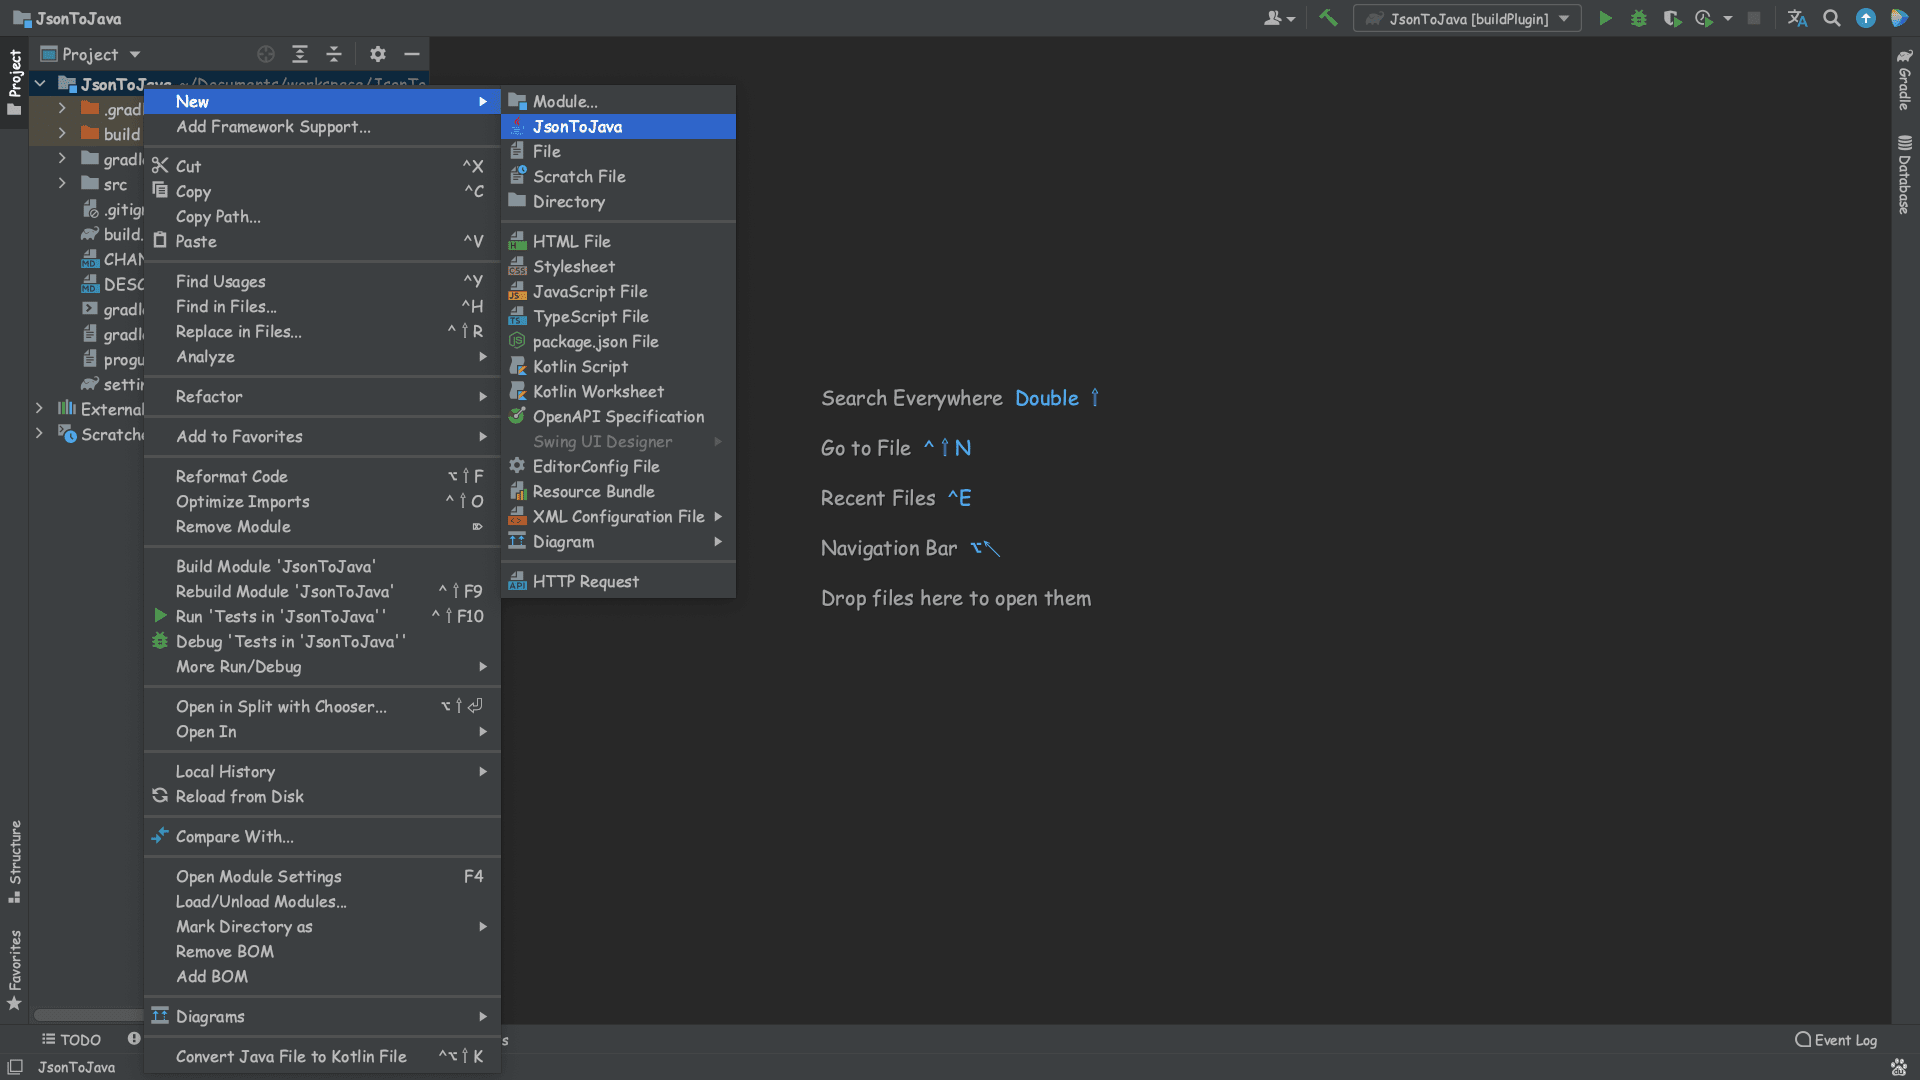 JsonToJava
JsonToJava [buildPlugin]
Project
Project
JsonToJava
.gradl
build
gradl
src
.gitign
build.
CHAN
DESC
gradl
gradl
progu
settin
External
Scratche
New
Add Framework Support...
Cut ^X
Copy ^C
Copy Path...
Paste ^V
Find Usages ^Y
Find in Files... ^H
Replace in Files... ^⇧R
Analyze
Refactor
Add to Favorites
Reformat Code ⌥⇧F
Optimize Imports ^⇧O
Remove Module ⌦
Build Module 'JsonToJava'
Rebuild Module 'JsonToJava' ^⇧F9
Run 'Tests in 'JsonToJava'' ^⇧F10
Debug 'Tests in 'JsonToJava''
More Run/Debug
Open in Split with Chooser... ⌥⇧⏎
Open In
Local History
Reload from Disk
Compare With...
Open Module Settings F4
Load/Unload Modules...
Mark Directory as
Remove BOM
Add BOM
Diagrams
Convert Java File to Kotlin File ^⌥⇧K
Module...
JsonToJava
File
Scratch File
Directory
HTML File
Stylesheet
JavaScript File
TypeScript File
package.json File
Kotlin Script
Kotlin Worksheet
OpenAPI Specification
Swing UI Designer
EditorConfig File
Resource Bundle
XML Configuration File
Diagram
HTTP Request
Search Everywhere Double ⇧
Go to File ^⇧N
Recent Files ^E
Navigation Bar ⌥↖
Drop files here to open them
Gradle
Database
Structure
Favorites
TODO
s
Event Log
JsonToJava